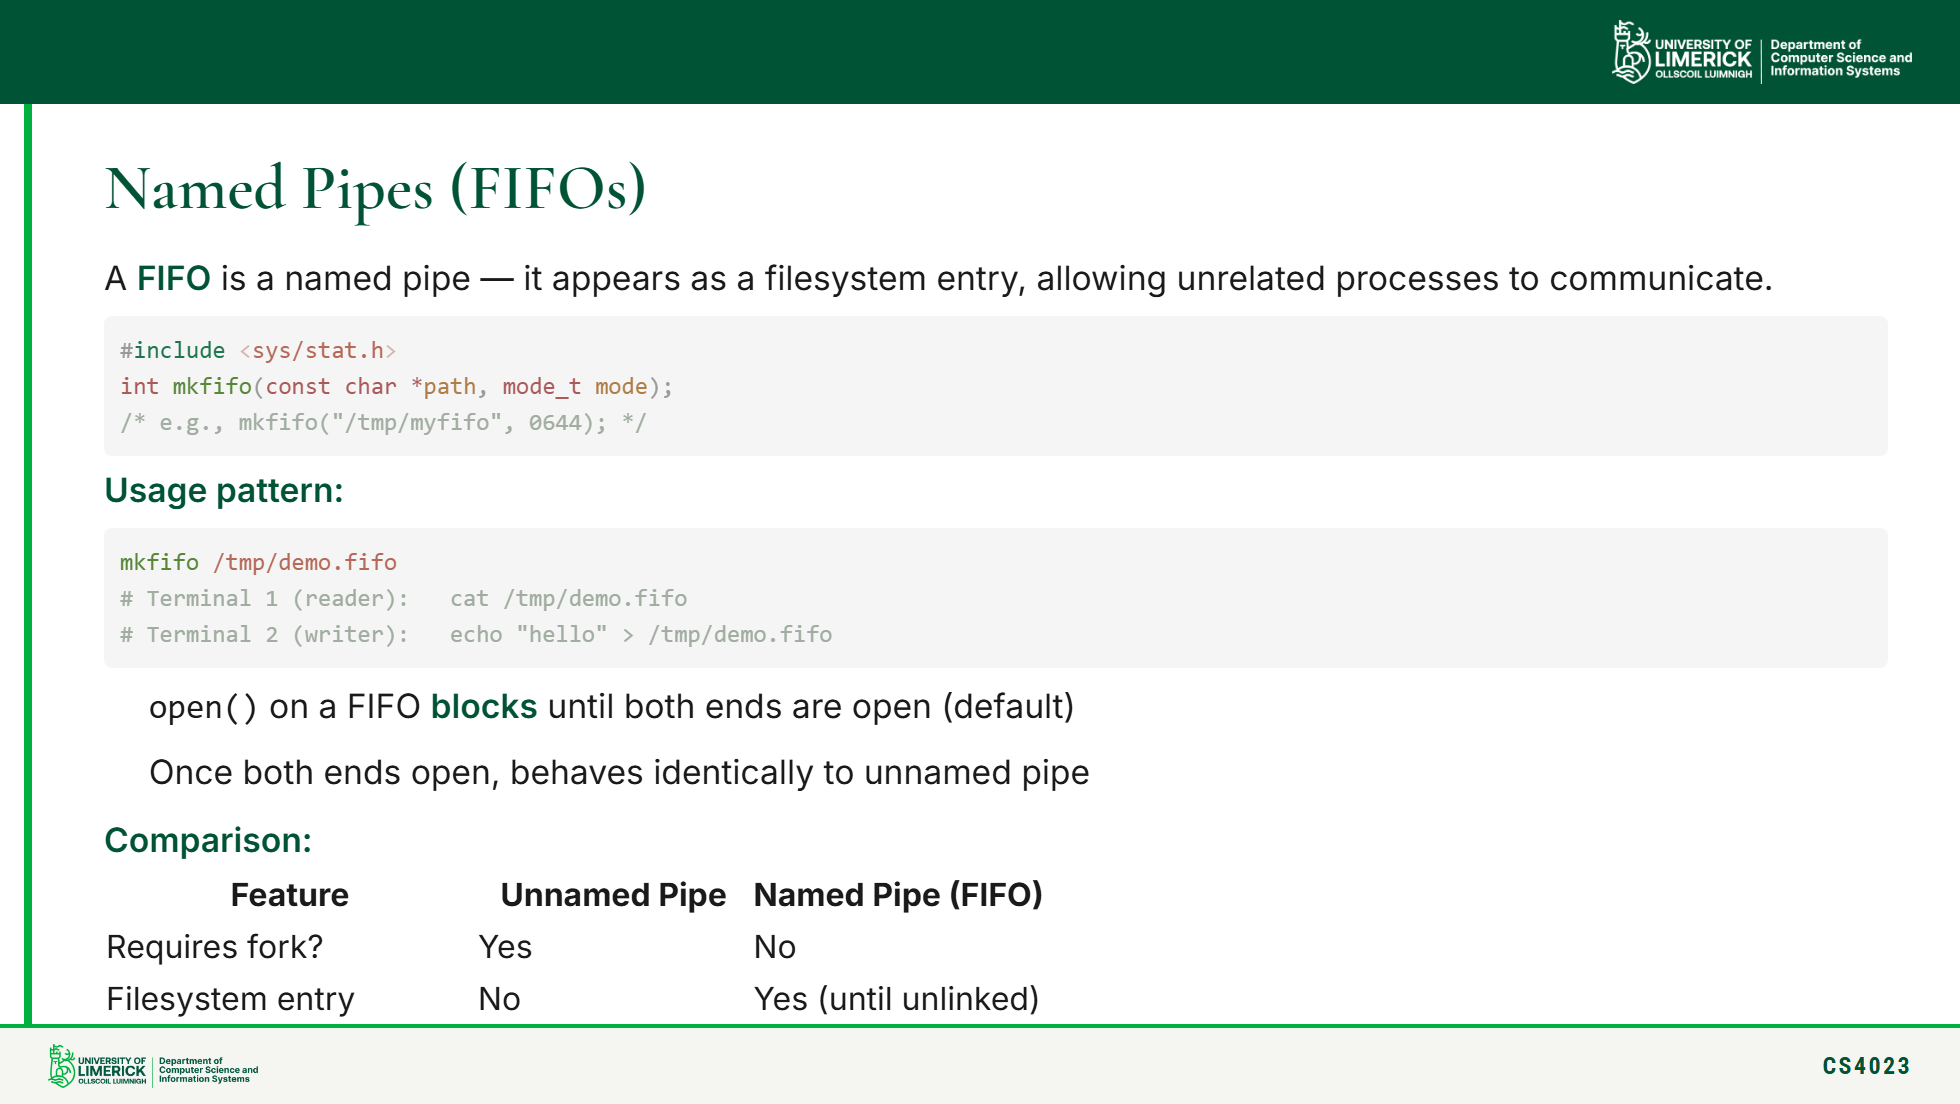 UNIVERSITY OF
LIMERICK
OLLSCOIL LUIMNIGH
Department of
Computer Science and
Information Systems
Named Pipes (FIFOs)
A FIFO is a named pipe — it appears as a filesystem entry, allowing unrelated processes to communicate.
#include <sys/stat.h>
int mkfifo(const char *path, mode_t mode);
/* e.g., mkfifo("/tmp/myfifo", 0644); */
Usage pattern:
mkfifo /tmp/demo.fifo
# Terminal 1 (reader):   cat /tmp/demo.fifo
# Terminal 2 (writer):   echo "hello" > /tmp/demo.fifo
open() on a FIFO blocks until both ends are open (default)
Once both ends open, behaves identically to unnamed pipe
Comparison:
Feature Unnamed Pipe Named Pipe (FIFO)
Requires fork? Yes No
Filesystem entry No Yes (until unlinked)
UNIVERSITY OF
LIMERICK
OLLSCOIL LUIMNIGH
Department of
Computer Science and
Information Systems
CS4023